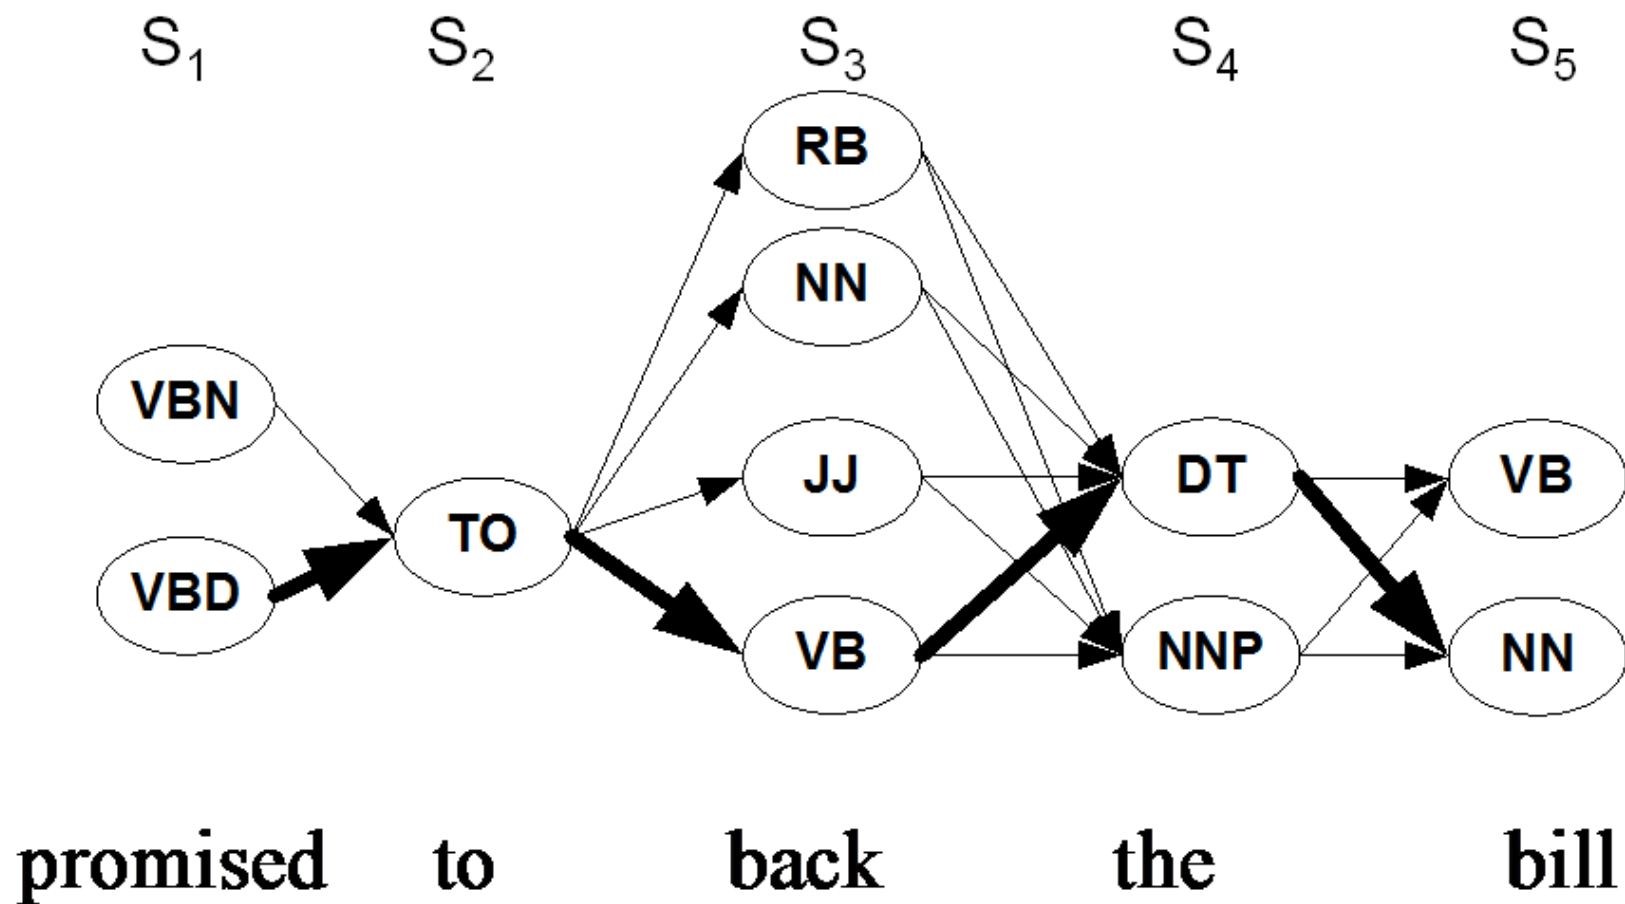 S1 S2 S3 S4 S5
RB
NN
VBN
JJ DT VB
TO
VBD
VB NNP NN
promised to back the bill